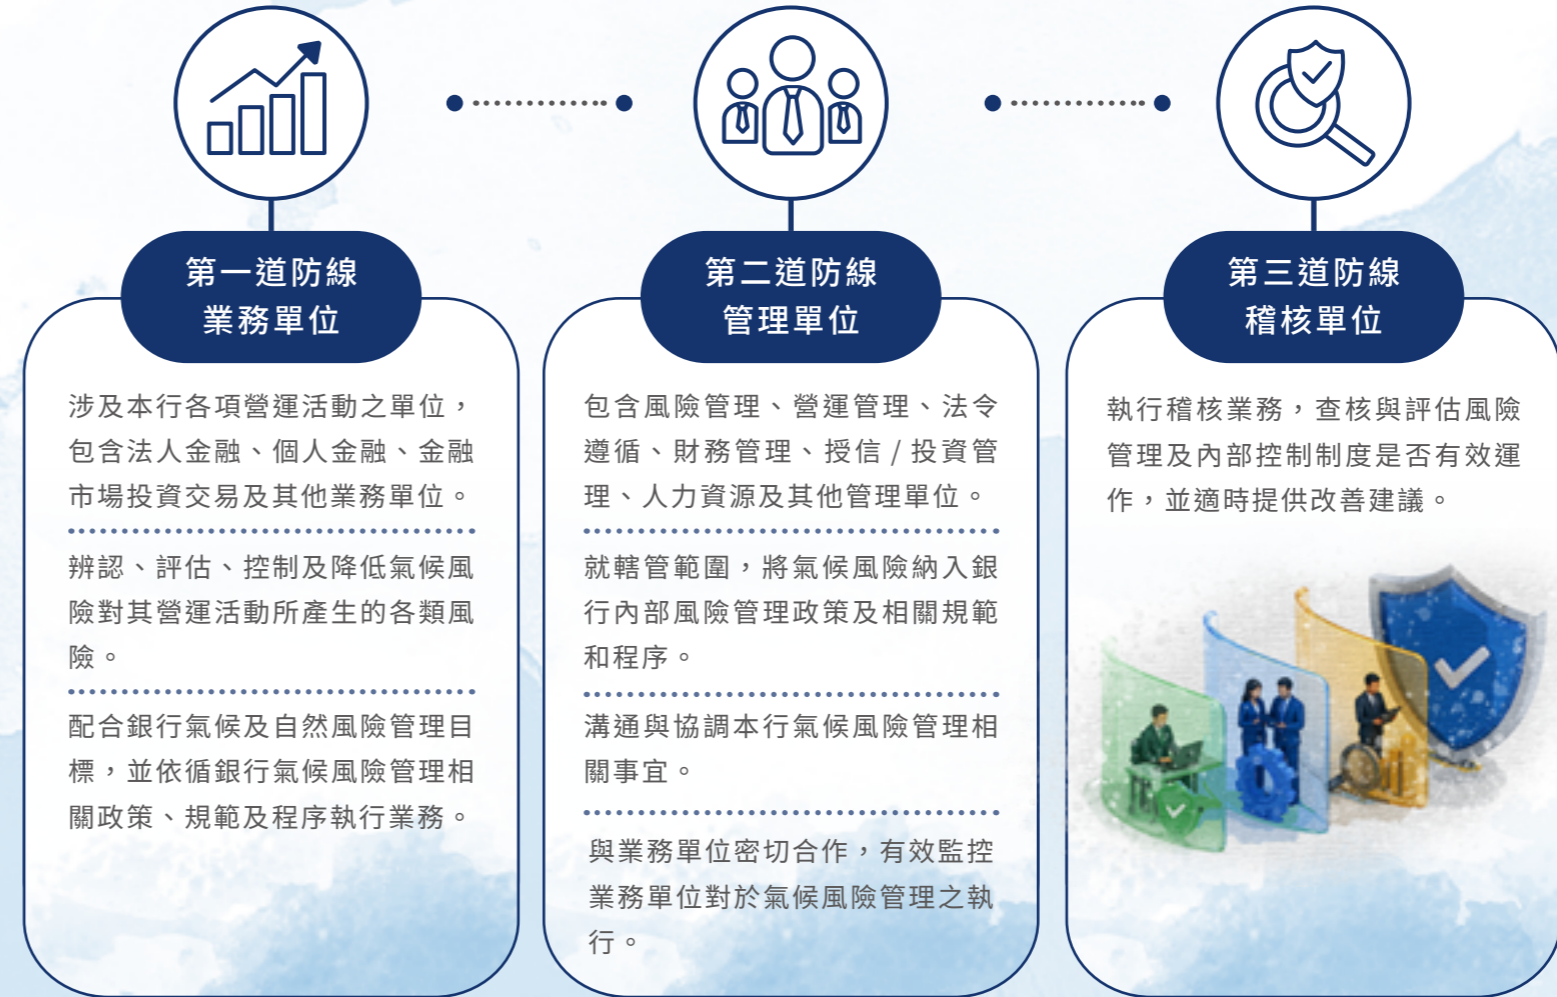 第一道防線
業務單位
涉及本行各項營運活動之單位，
包含法人金融、個人金融、金融
市場投資交易及其他業務單位。
辨認、評估、控制及降低氣候風
險對其營運活動所產生的各類風
險。
配合銀行氣候及自然風險管理目
標，並依循銀行氣候風險管理相
關政策、規範及程序執行業務。
第二道防線
管理單位
包含風險管理、營運管理、法令
遵循、財務管理、授信 / 投資管
理、人力資源及其他管理單位。
就轄管範圍，將氣候風險納入銀
行內部風險管理政策及相關規範
和程序。
溝通與協調本行氣候風險管理相
關事宜。
與業務單位密切合作，有效監控
業務單位對於氣候風險管理之執
行。
第三道防線
稽核單位
執行稽核業務，查核與評估風險
管理及內部控制制度是否有效運
作，並適時提供改善建議。